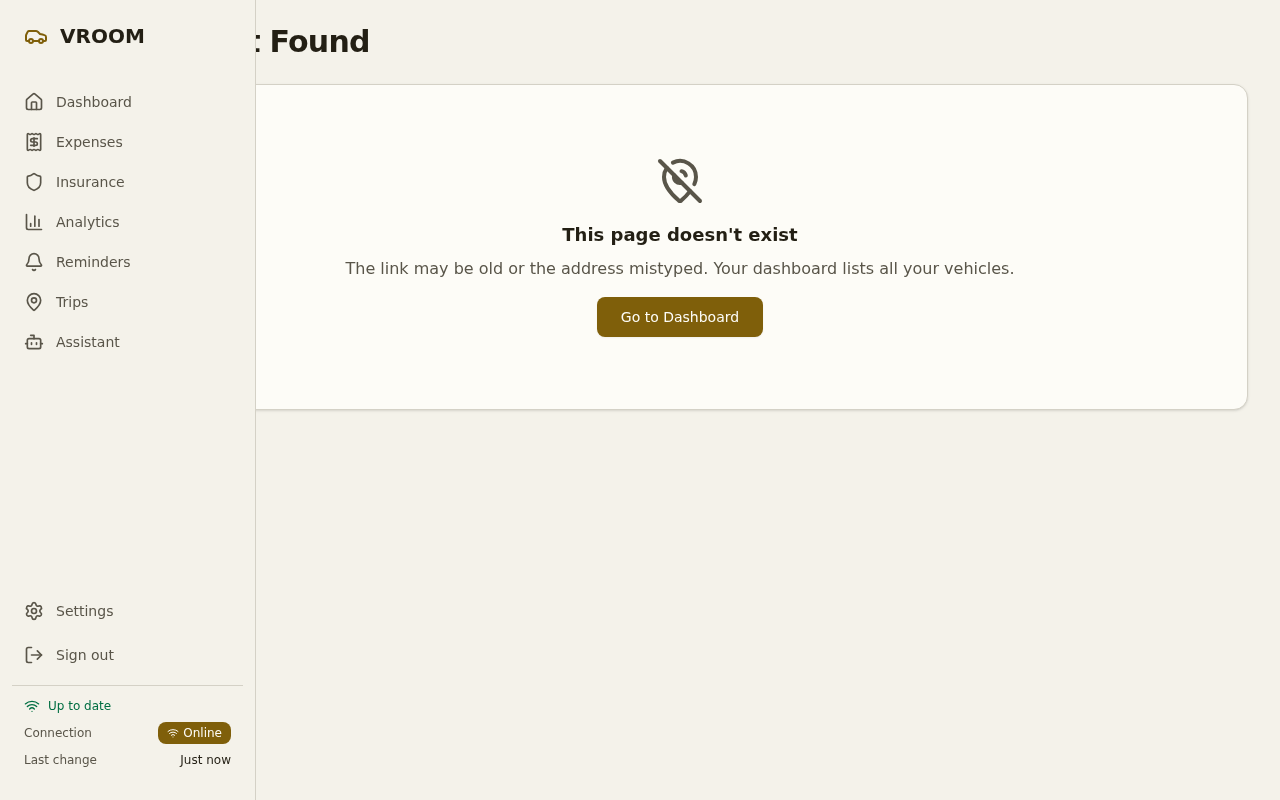 VROOM
Dashboard
Expenses
Insurance
Analytics
Reminders
Trips
Assistant
Settings
Sign out
Up to date
Connection Online
Last change Just now
Found
This page doesn't exist
The link may be old or the address mistyped. Your dashboard lists all your vehicles.
Go to Dashboard